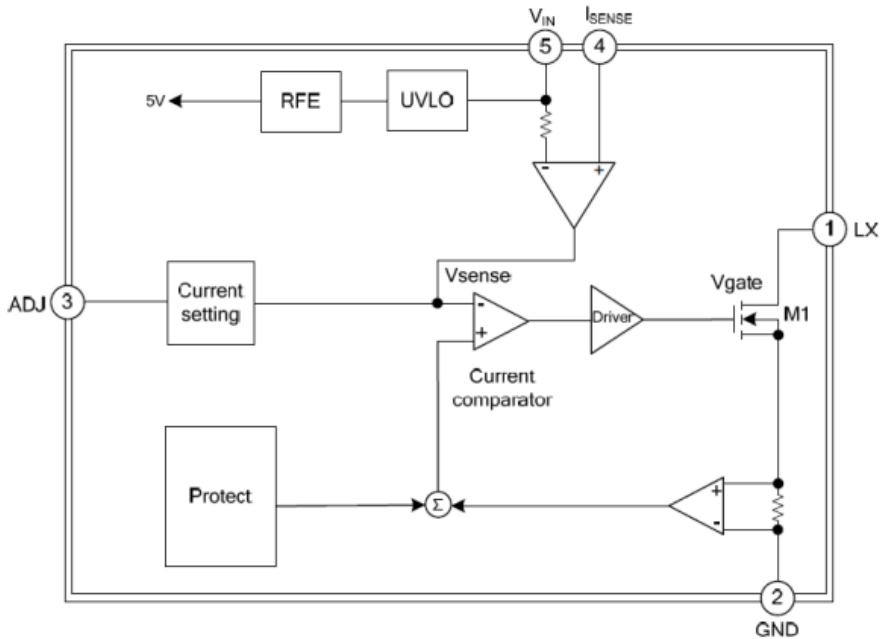 VIN ISENSE
5 4
5V RFE UVLO
- +
1 LX
ADJ 3 Current
setting
Vsense
-
+
Driver
Vgate
M1
Current
comparator
Protect
Σ
+
-
2
GND